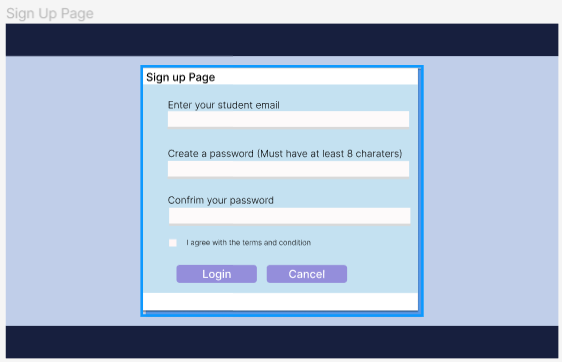 Sign Up Page
Sign up Page
Enter your student email
Create a password (Must have at least 8 charaters)
Confrim your password
I agree with the terms and condition
Login
Cancel